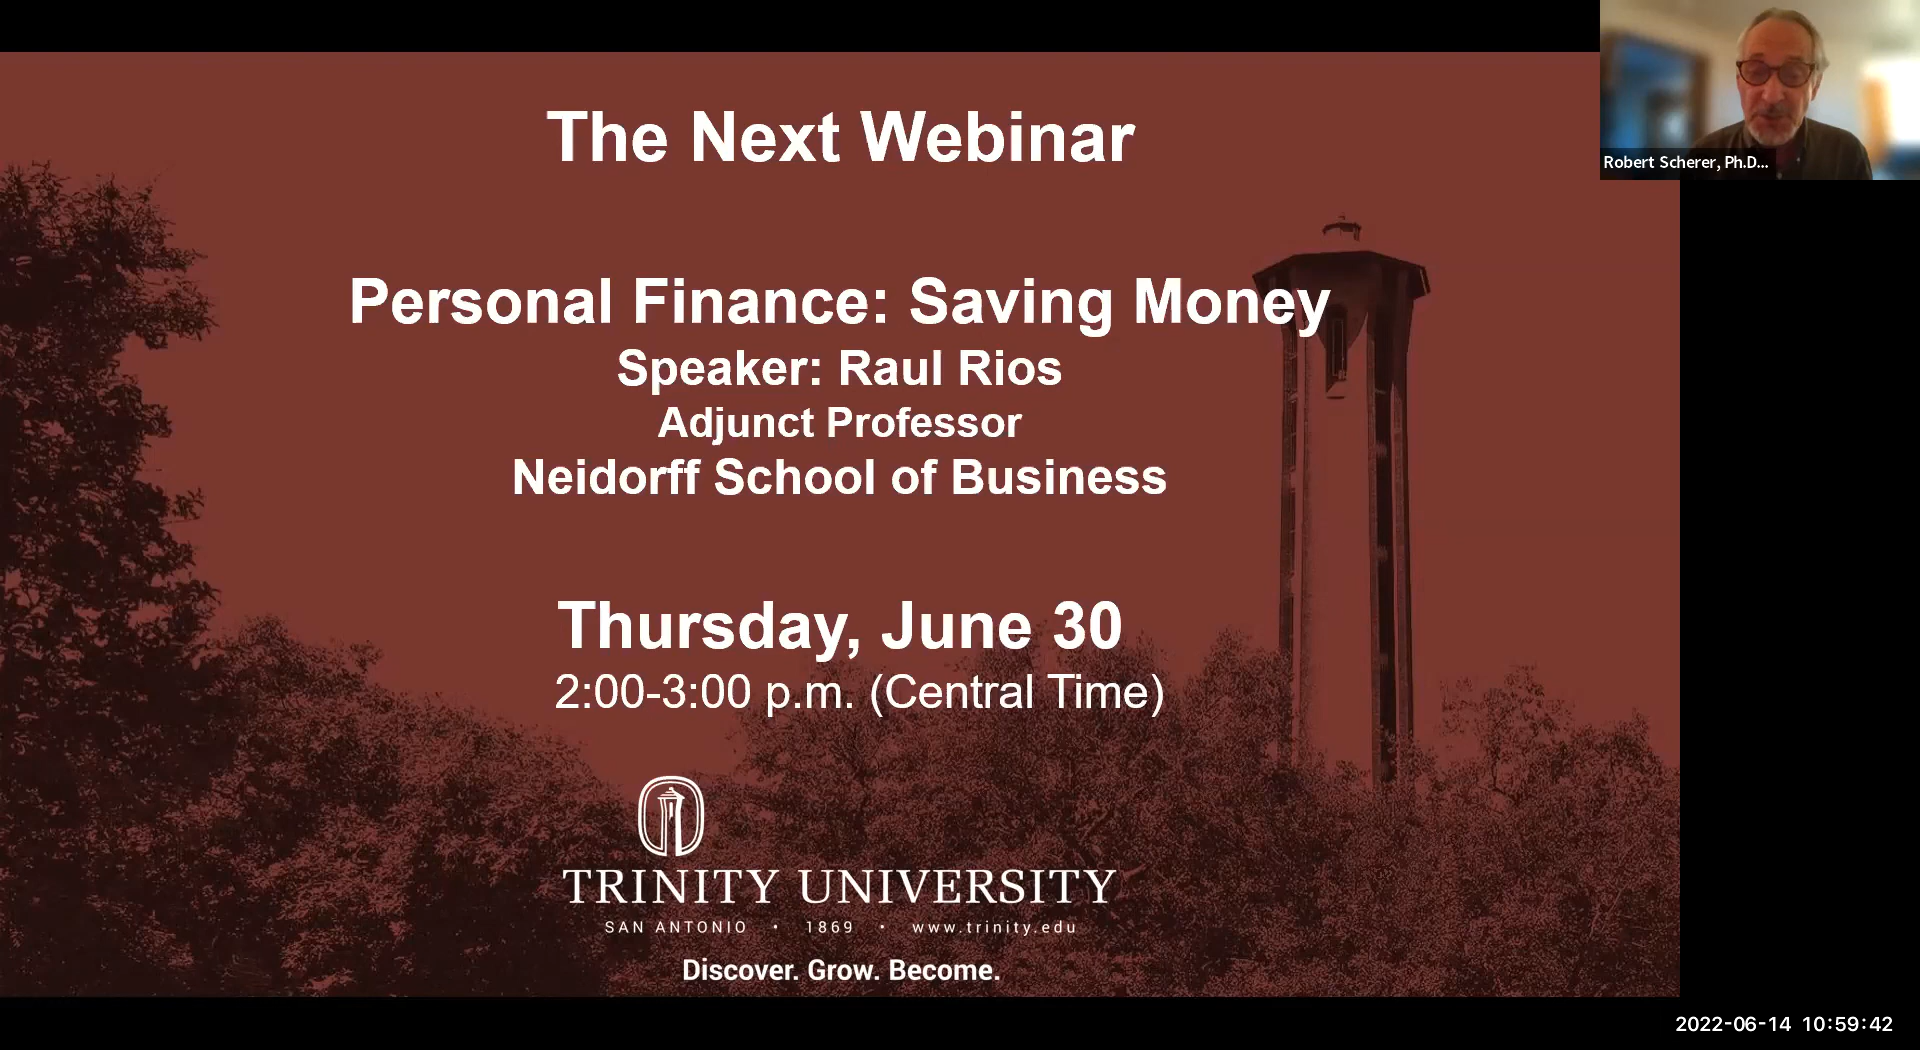 The Next Webinar
Robert Scherer, Ph.D...
Personal Finance: Saving Money
Speaker: Raul Rios
Adjunct Professor
Neidorff School of Business
Thursday, June 30
2:00-3:00 p.m. (Central Time)
TRINITY UNIVERSITY
SAN ANTONIO • 1869 • www.trinity.edu
Discover. Grow. Become.
2022-06-14 10:59:42